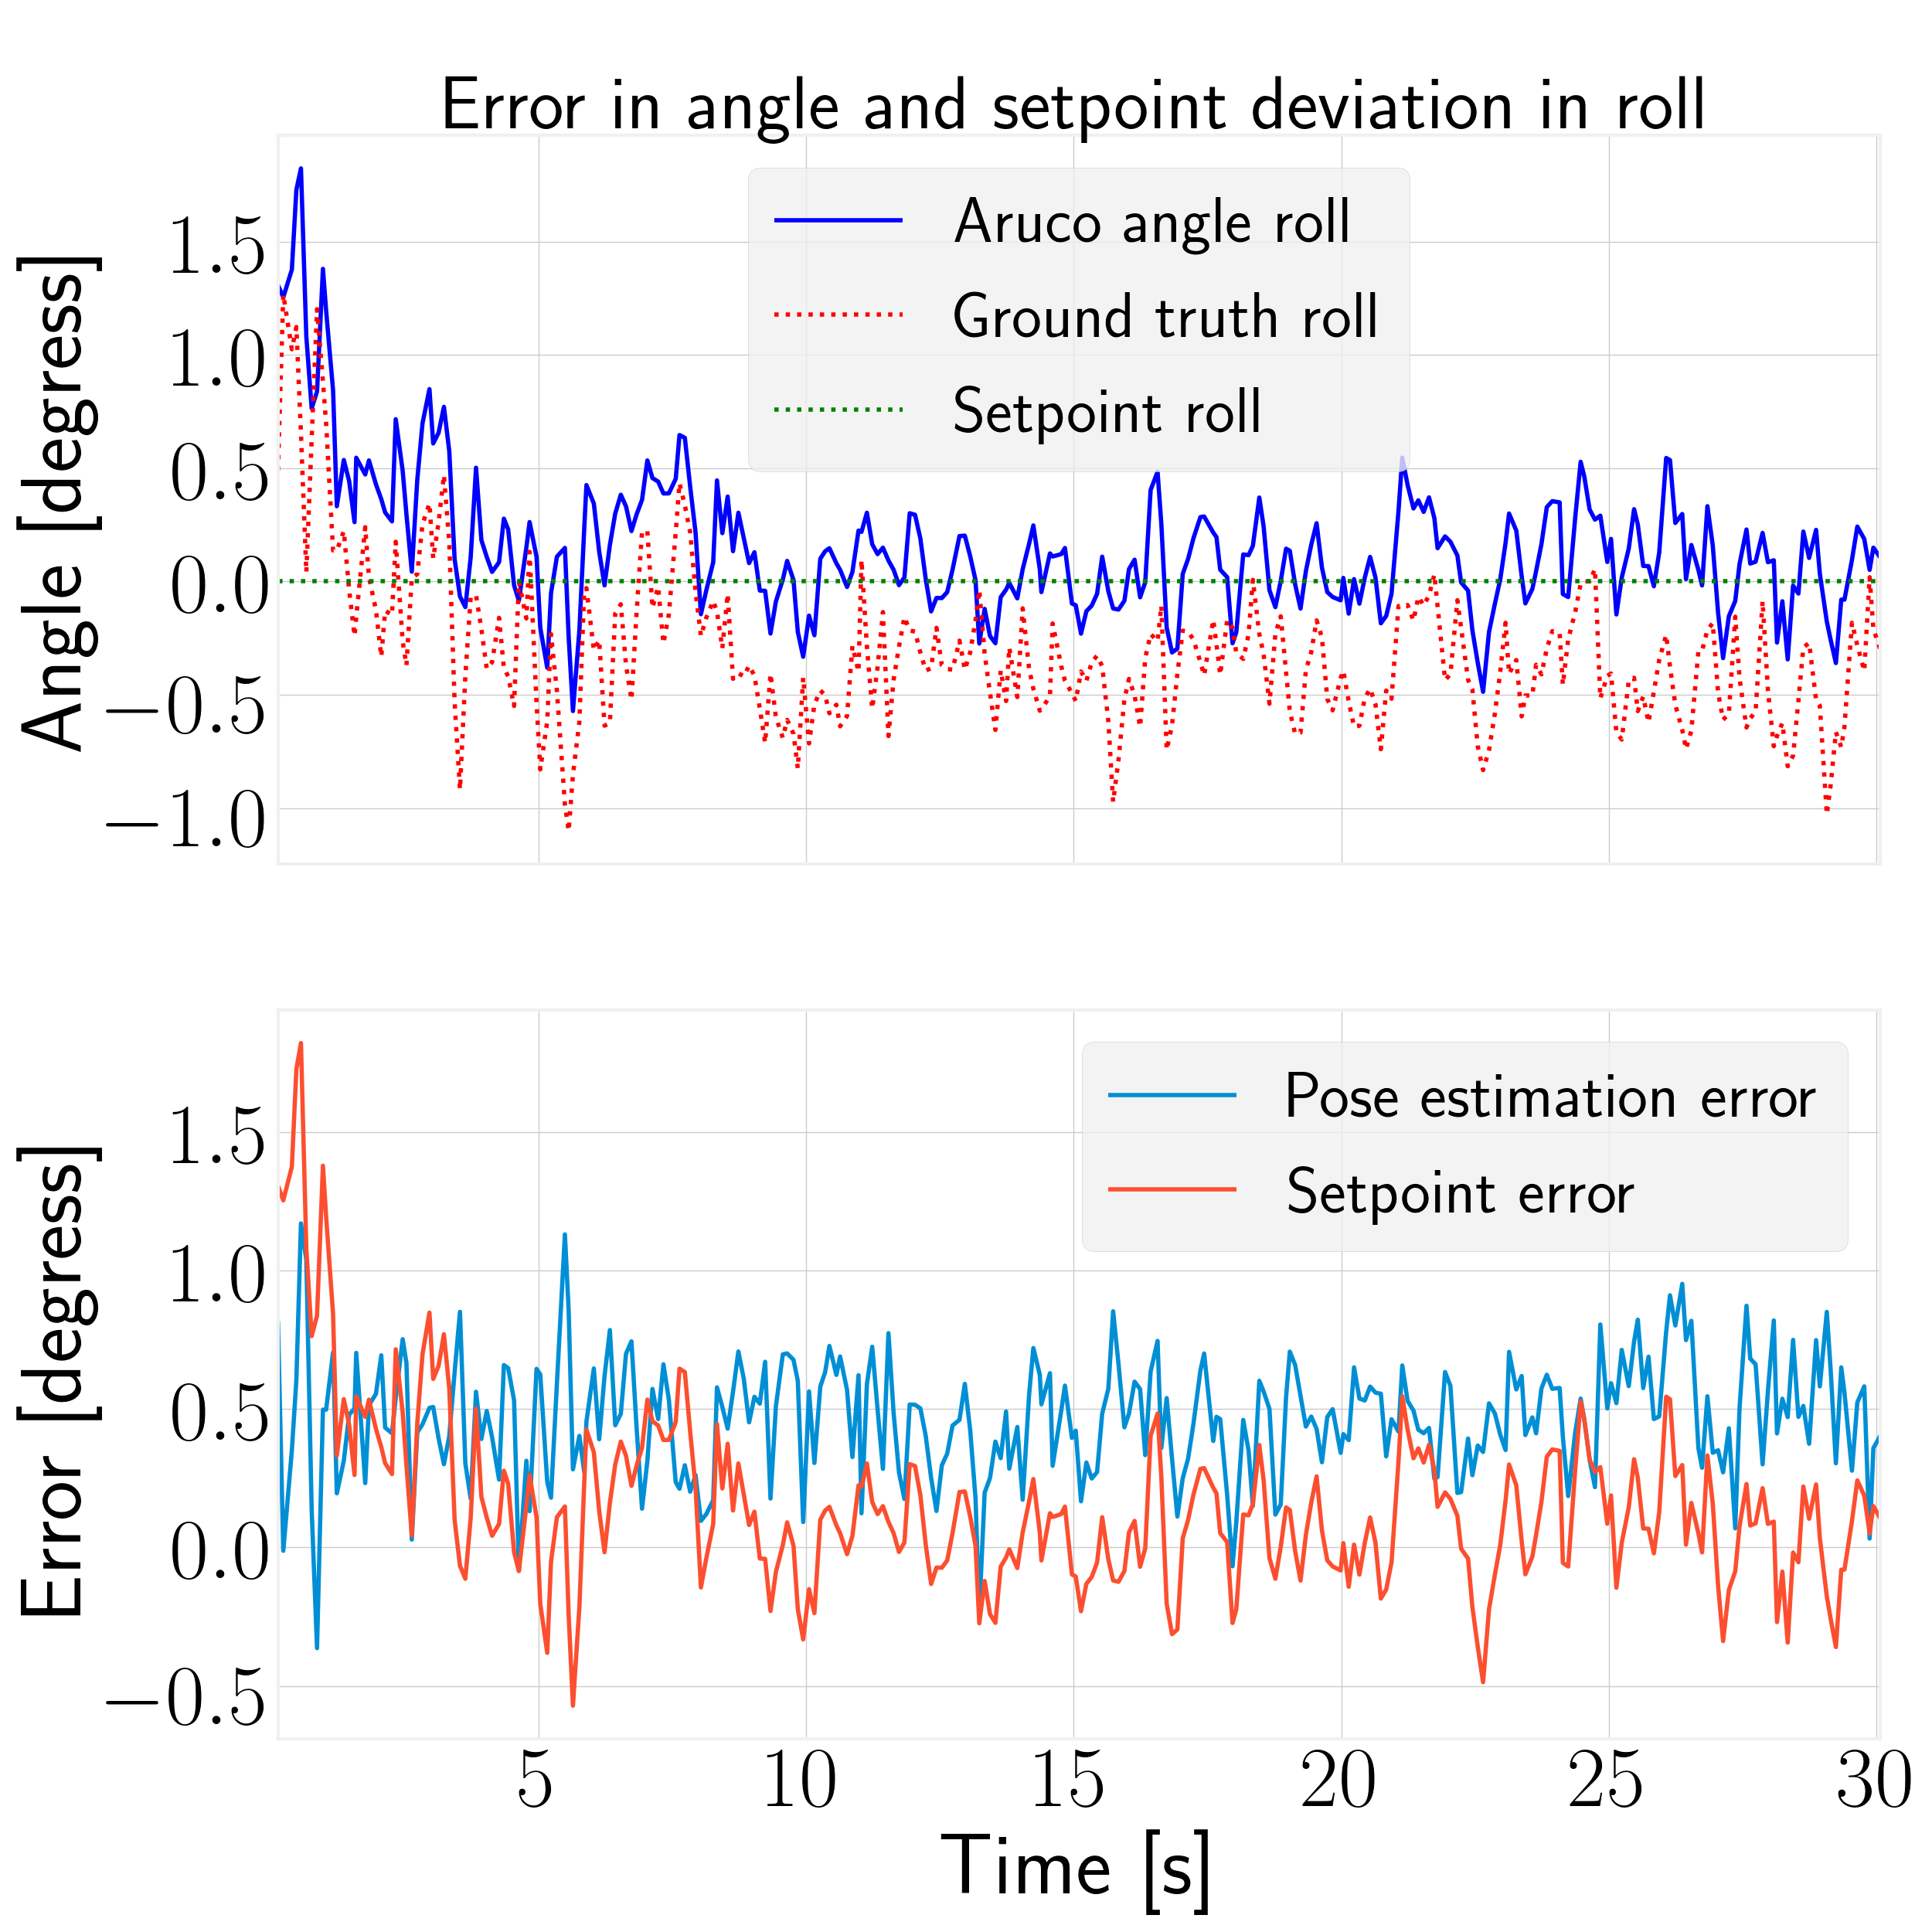 Error in angle and setpoint deviation in roll
Angle [degress]
1.5
1.0
0.5
0.0
−0.5
−1.0
Aruco angle roll
Ground truth roll
Setpoint roll
Error [degress]
1.5
1.0
0.5
0.0
−0.5
Pose estimation error
Setpoint error
5 10 15 20 25 30
Time [s]